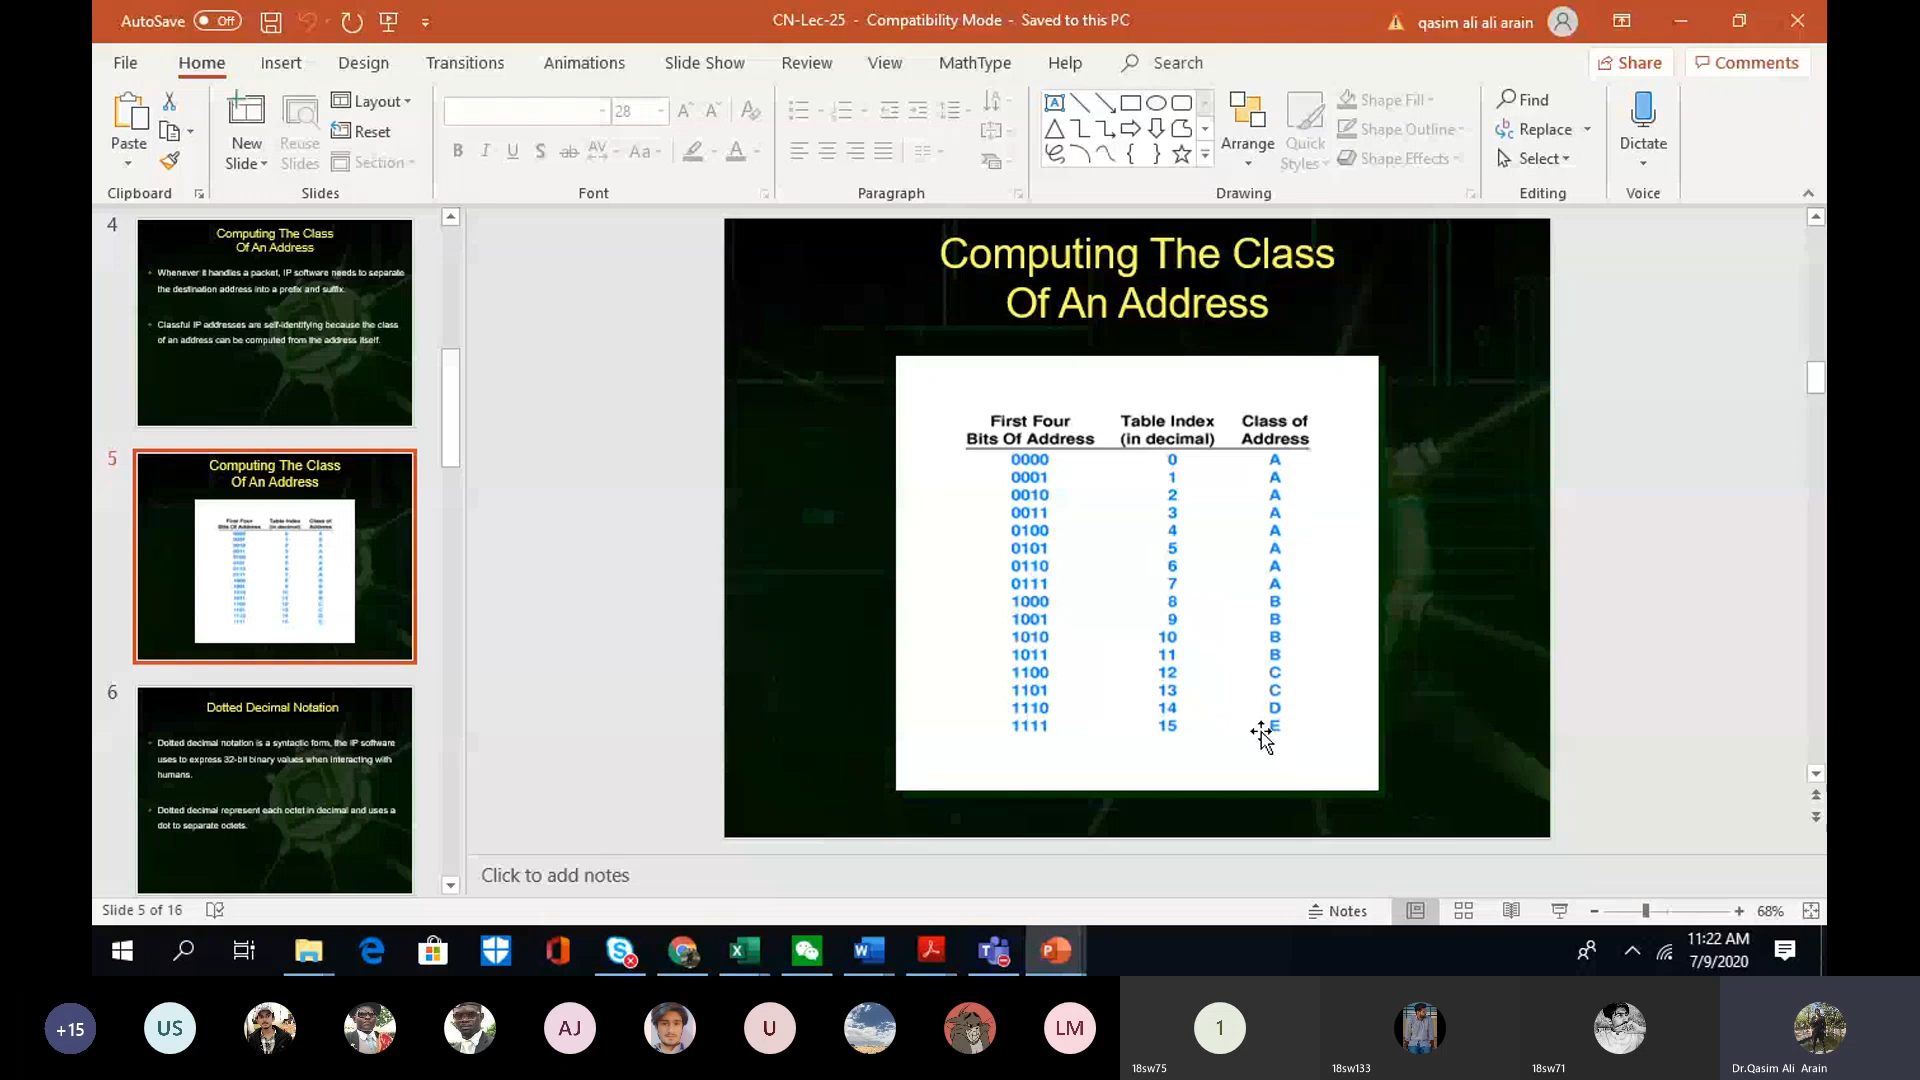 AutoSave Off
CN-Lec-25 - Compatibility Mode - Saved to this PC
qasim ali ali arain
File Home Insert Design Transitions Animations Slide Show Review View MathType Help Search
Share Comments
Paste
Clipboard
New Slide
Reuse Slides
Layout
Reset
Section
Slides
28
Font
Paragraph
Arrange
Quick Styles
Shape Fill
Shape Outline
Shape Effects
Drawing
Find
Replace
Select
Editing
Dictate
Voice
4
Computing The Class
Of An Address
Whenever it handles a packet, IP software needs to separate
the destination address into a prefix and suffix.
Classful IP addresses are self-identifying because the class
of an address can be computed from the address itself.
5
Computing The Class
Of An Address
6
Dotted Decimal Notation
Dotted decimal notation is a syntactic form, the IP software
uses to express 32-bit binary values when interacting with
humans.
Dotted decimal represent each octet in decimal and uses a
dot to separate octets.
Computing The Class
Of An Address
First Four Table Index Class of
Bits Of Address (in decimal) Address
0000 0 A
0001 1 A
0010 2 A
0011 3 A
0100 4 A
0101 5 A
0110 6 A
0111 7 A
1000 8 B
1001 9 B
1010 10 B
1011 11 B
1100 12 C
1101 13 C
1110 14 D
1111 15 E
Click to add notes
Slide 5 of 16
Notes
68%
11:22 AM
7/9/2020
+15
US
AJ
U
LM
1
18sw75
18sw133
18sw71
Dr.Qasim Ali Arain